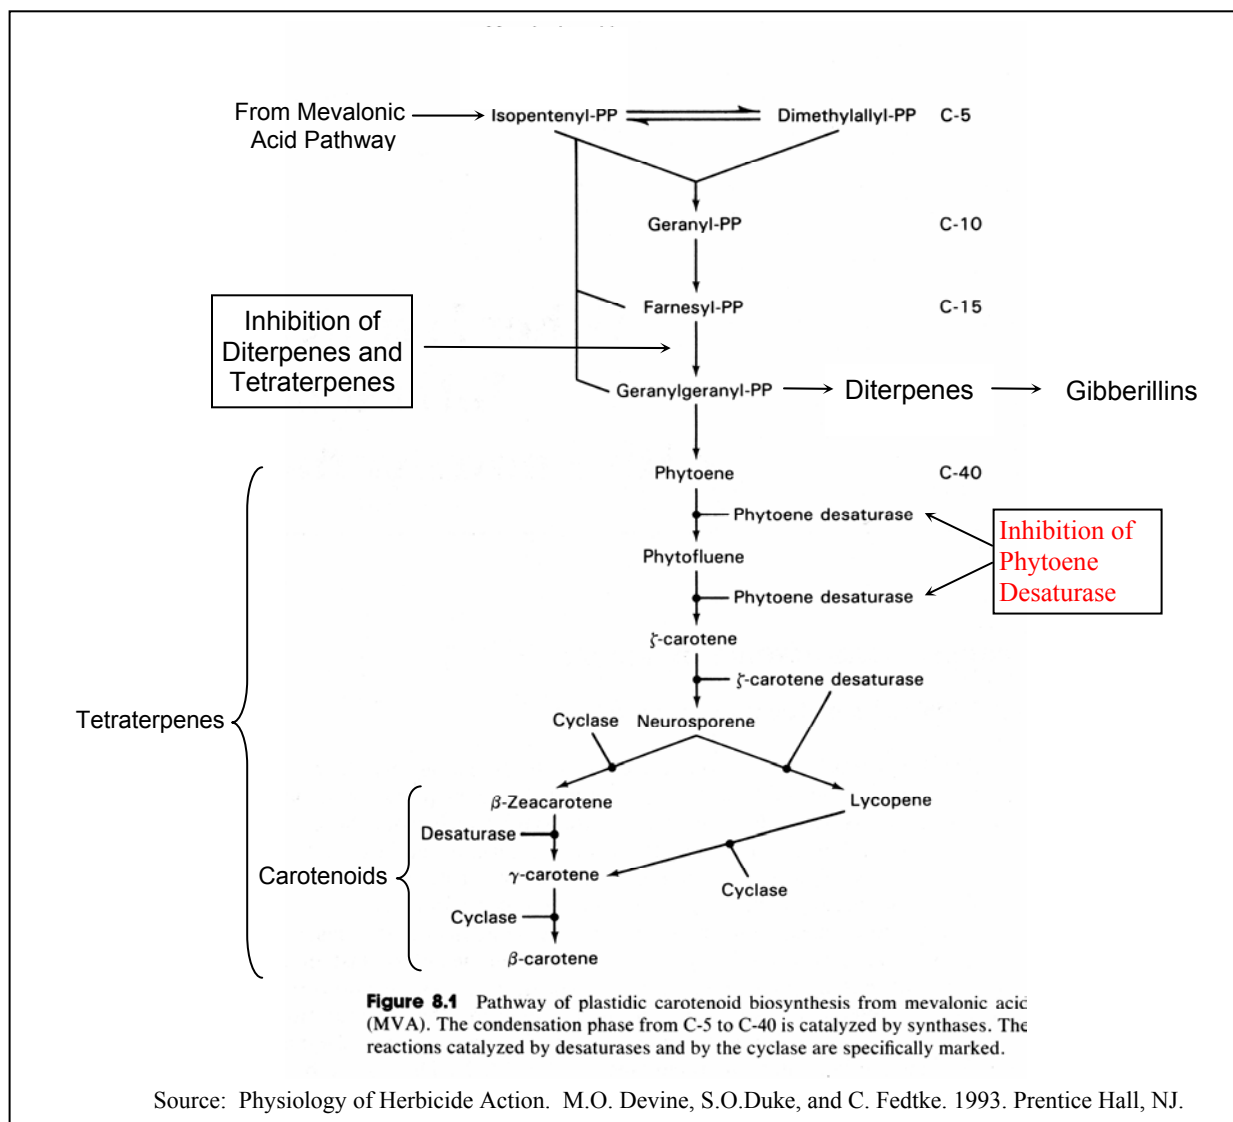 From Mevalonic
Acid Pathway
Isopentenyl-PP
Dimethylallyl-PP
C-5
Geranyl-PP
C-10
Farnesyl-PP
C-15
Inhibition of
Diterpenes and
Tetraterpenes
Geranylgeranyl-PP
Diterpenes
Gibberillins
Phytoene
C-40
Phytoene desaturase
Inhibition of
Phytoene
Desaturase
Phytofluene
Phytoene desaturase
ζ-carotene
ζ-carotene desaturase
Tetraterpenes
Cyclase
Neurosporene
β-Zeacarotene
Lycopene
Desaturase
Carotenoids
γ-carotene
Cyclase
Cyclase
β-carotene
Figure 8.1 Pathway of plastidic carotenoid biosynthesis from mevalonic acid
(MVA). The condensation phase from C-5 to C-40 is catalyzed by synthases. The
reactions catalyzed by desaturases and by the cyclase are specifically marked.
Source: Physiology of Herbicide Action. M.O. Devine, S.O.Duke, and C. Fedtke. 1993. Prentice Hall, NJ.